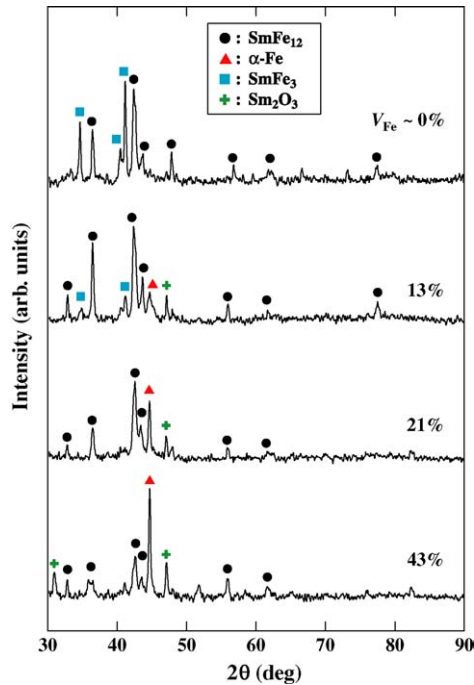 : SmFe12
: α-Fe
: SmFe3
: Sm2O3
VFe ~ 0%
13%
21%
43%
Intensity (arb. units)
30 40 50 60 70 80 90
2θ (deg)